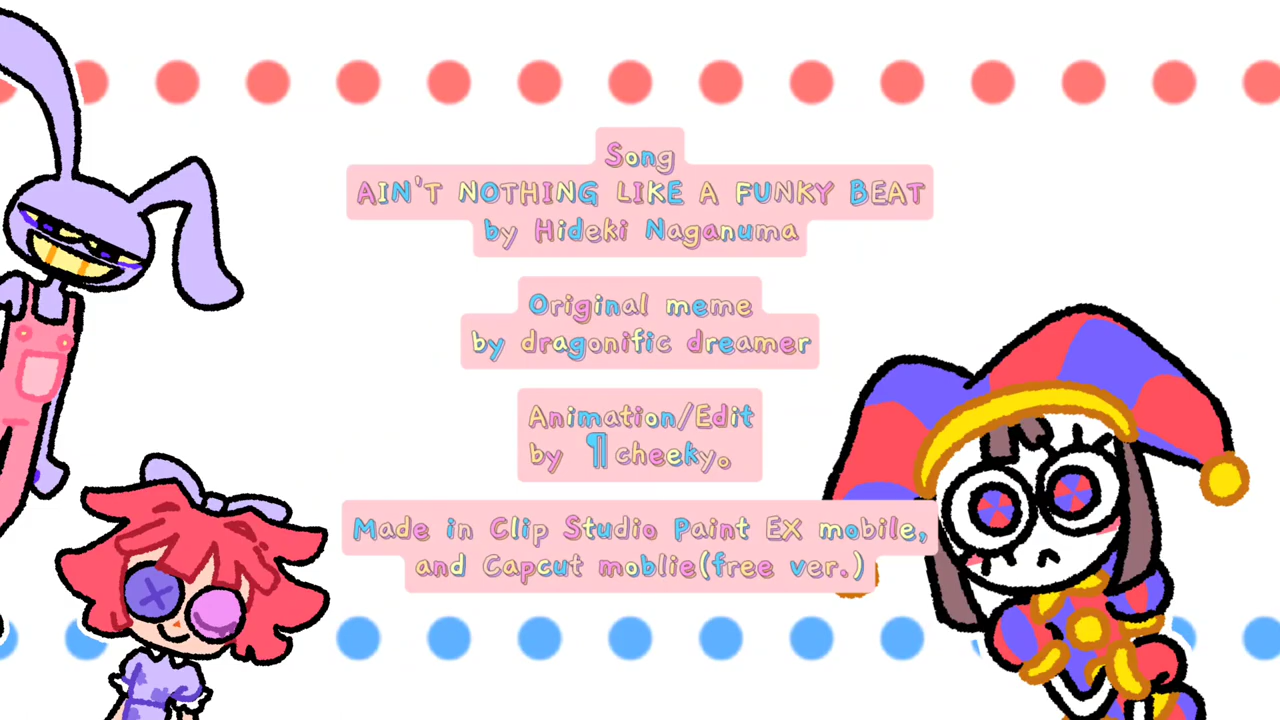 Song
AIN'T NOTHING LIKE A FUNKY BEAT
by Hideki Naganuma
Original meme
by dragonific dreamer
Animation/Edit
by ¶cheeky。
Made in Clip Studio Paint EX mobile,
and Capcut moblie(free ver.)